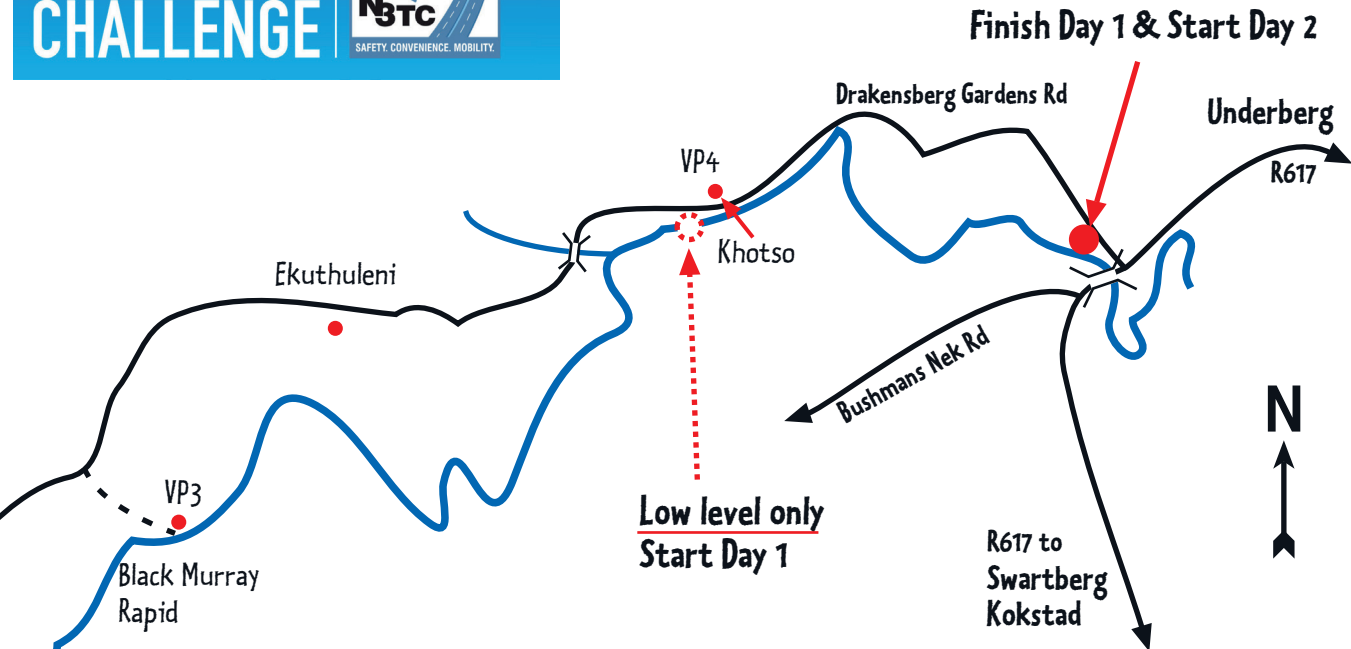 CHALLENGE
N3TC
SAFETY. CONVENIENCE. MOBILITY.
Finish Day 1 & Start Day 2
Drakensberg Gardens Rd
Underberg
R617
VP4
Khotso
Ekuthuleni
Bushmans Nek Rd
N
VP3
Low level only
Start Day 1
Black Murray
Rapid
R617 to
Swartberg
Kokstad